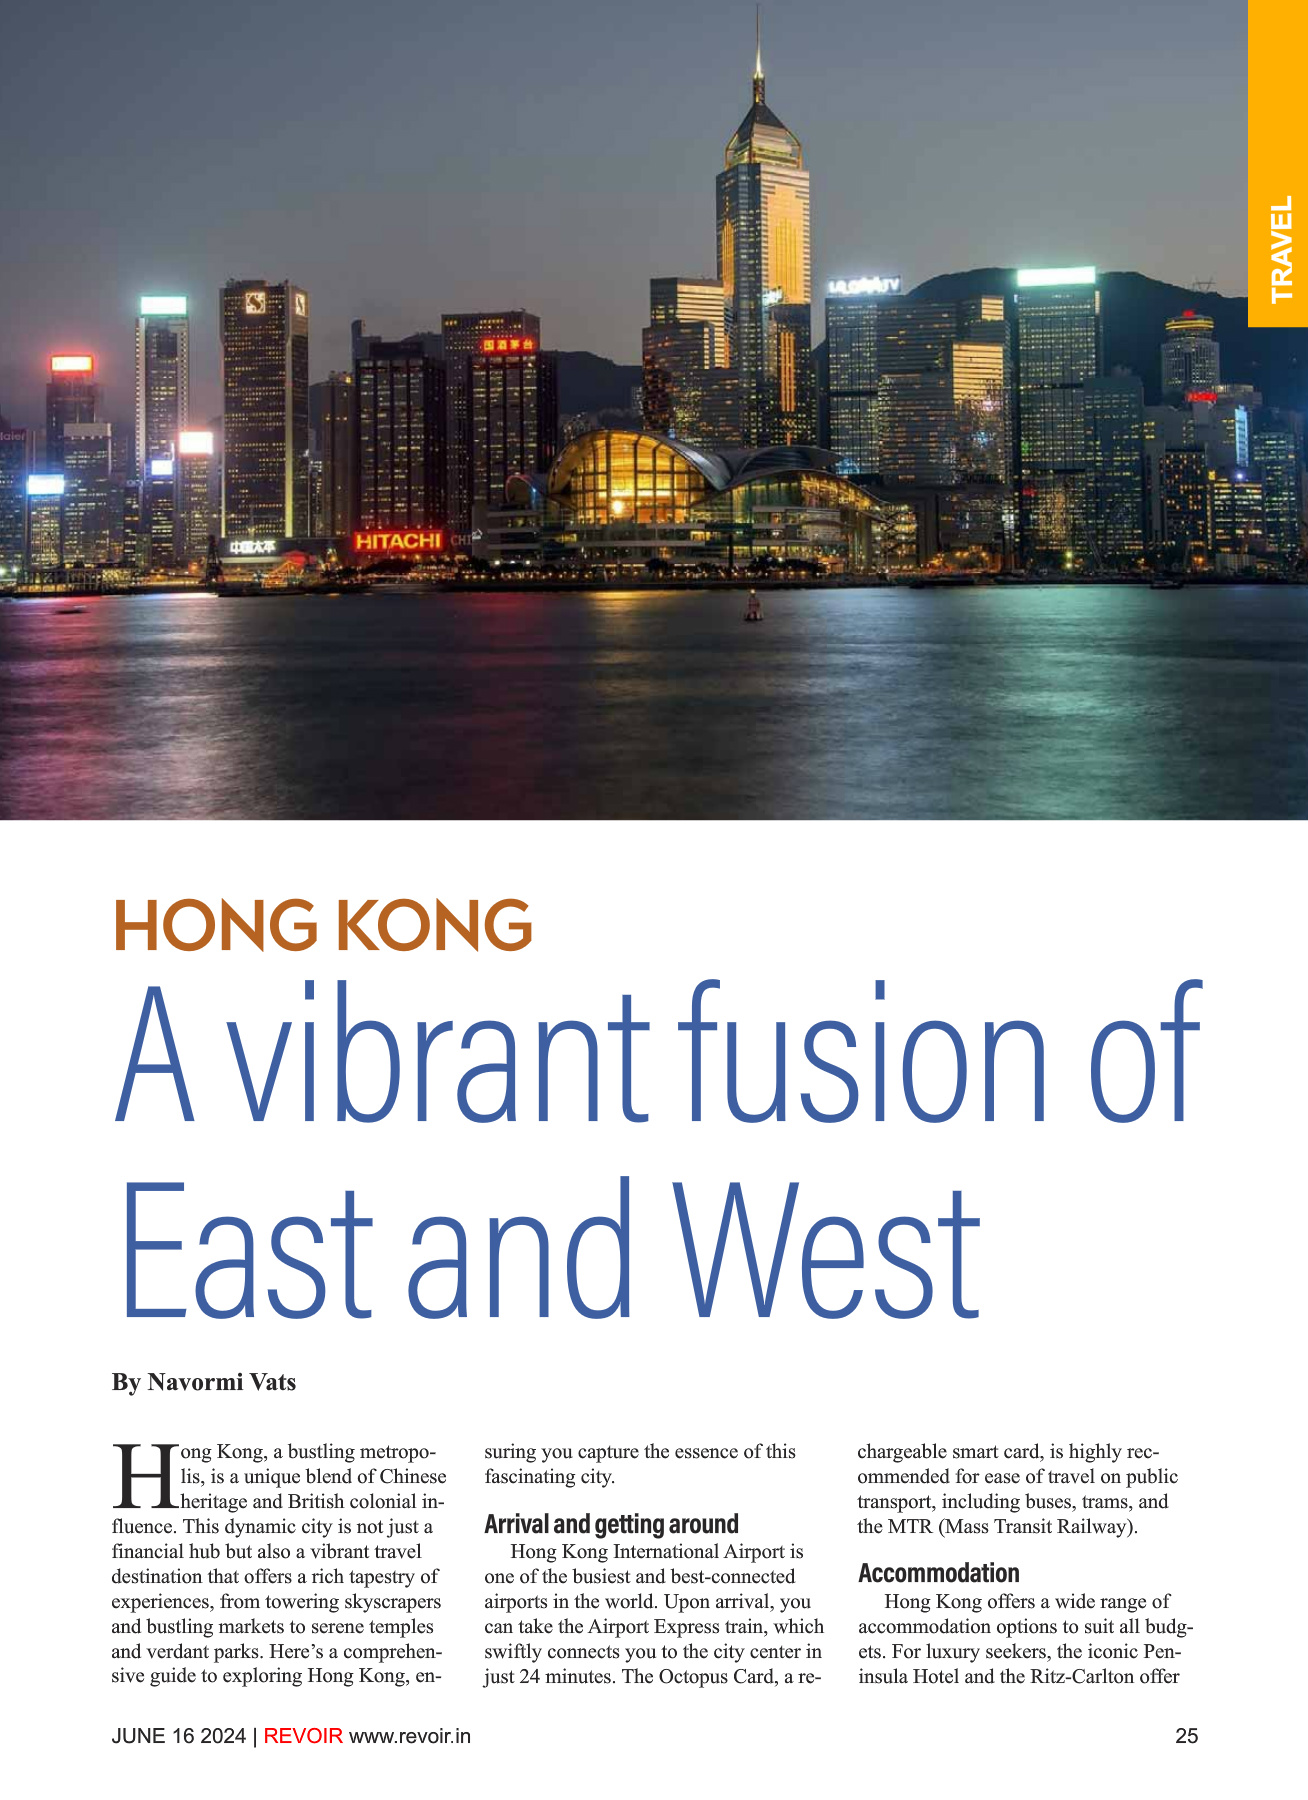 TRAVEL
国酒茅台
HITACHI
中国太平
HONG KONG
A vibrant fusion of
East and West
By Navormi Vats
Hong Kong, a bustling metropo-
lis, is a unique blend of Chinese
heritage and British colonial in-
fluence. This dynamic city is not just a
financial hub but also a vibrant travel
destination that offers a rich tapestry of
experiences, from towering skyscrapers
and bustling markets to serene temples
and verdant parks. Here’s a comprehen-
sive guide to exploring Hong Kong, en-
suring you capture the essence of this
fascinating city.
Arrival and getting around
Hong Kong International Airport is
one of the busiest and best-connected
airports in the world. Upon arrival, you
can take the Airport Express train, which
swiftly connects you to the city center in
just 24 minutes. The Octopus Card, a re-
chargeable smart card, is highly rec-
ommended for ease of travel on public
transport, including buses, trams, and
the MTR (Mass Transit Railway).
Accommodation
Hong Kong offers a wide range of
accommodation options to suit all budg-
ets. For luxury seekers, the iconic Pen-
insula Hotel and the Ritz-Carlton offer
JUNE 16 2024 | REVOIR www.revoir.in
25